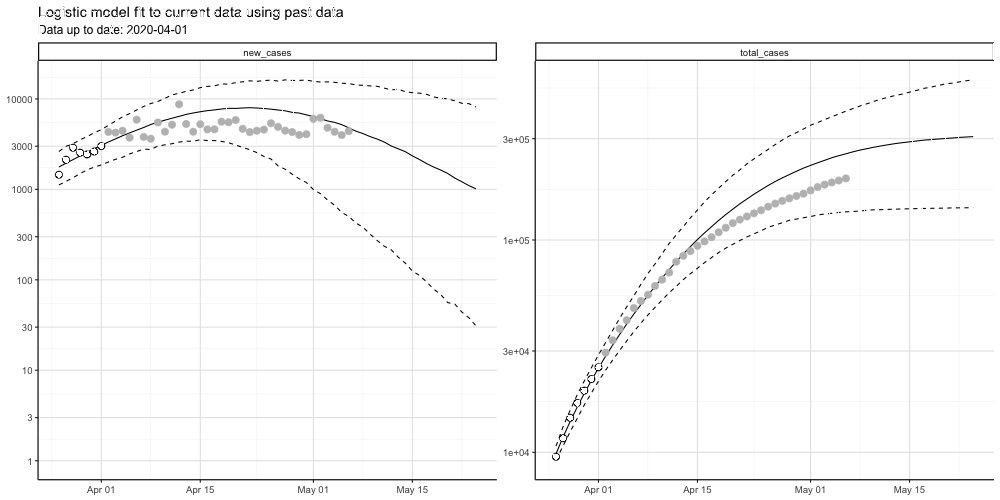 Logistic model fit to current data using past data
Data up to date: 2020-04-01
new_cases
total_cases
10000
3000
1000
300
100
30
10
3
1
Apr 01
Apr 15
May 01
May 15
3e+05
1e+05
3e+04
1e+04
Apr 01
Apr 15
May 01
May 15